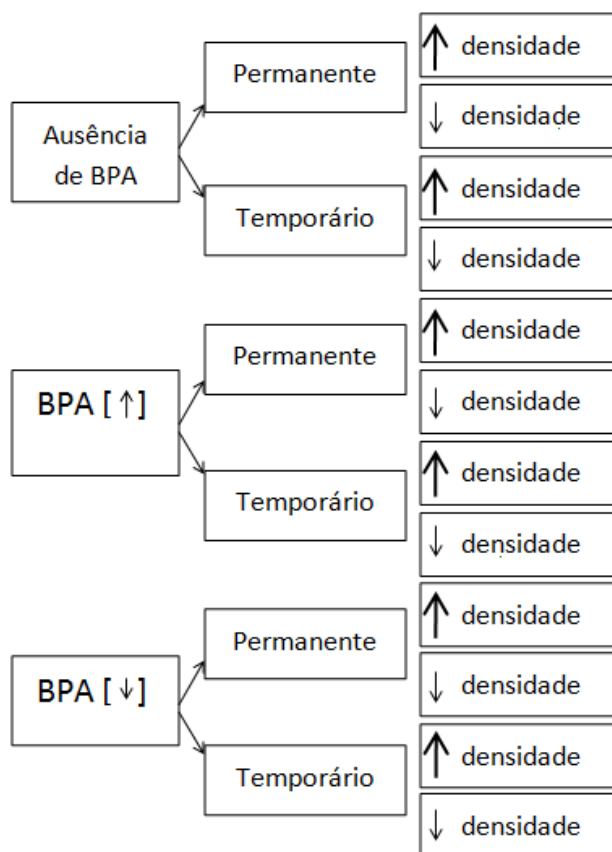 Ausência
de BPA
Permanente
↑ densidade
↓ densidade
Temporário
↑ densidade
↓ densidade
BPA [ ↑ ]
Permanente
↑ densidade
↓ densidade
Temporário
↑ densidade
↓ densidade
BPA [ ↓ ]
Permanente
↑ densidade
↓ densidade
Temporário
↑ densidade
↓ densidade